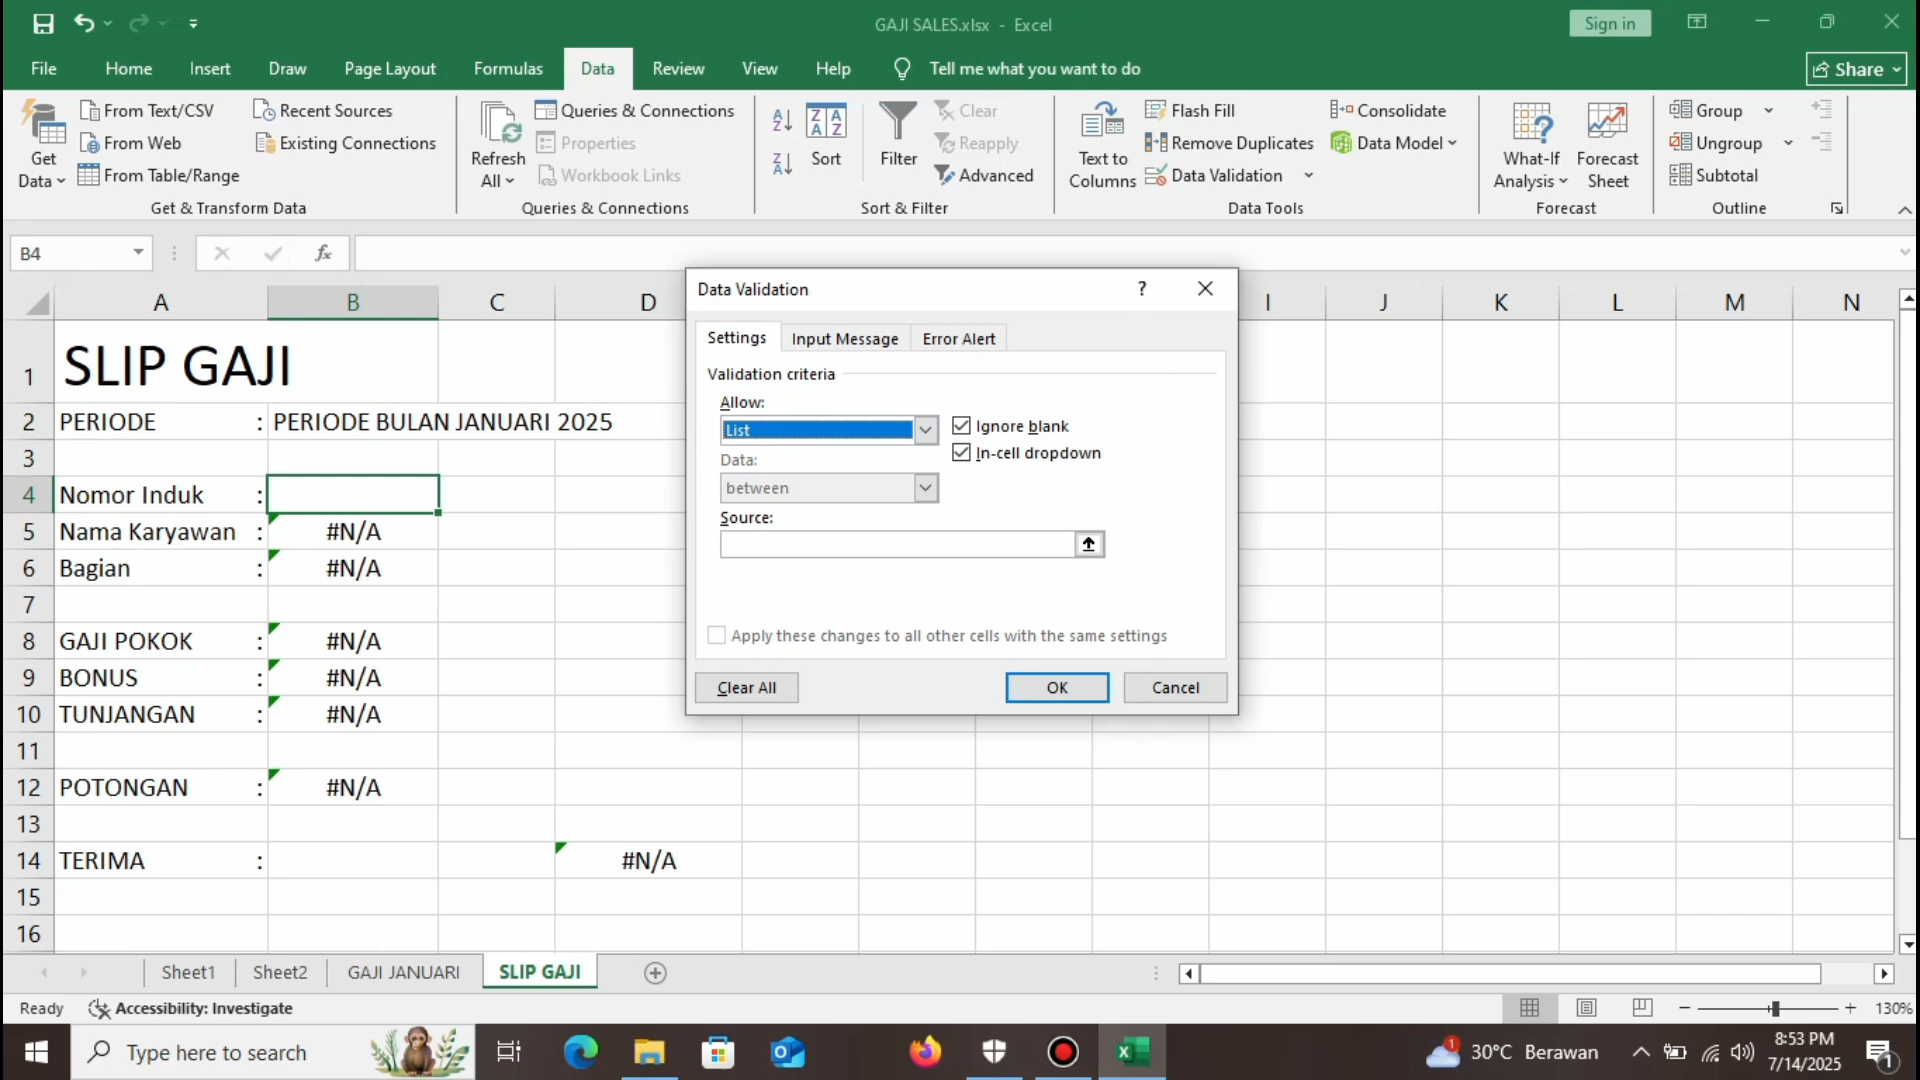 GAJI SALES.xlsx - Excel
Sign in
File Home Insert Draw Page Layout Formulas Data Review View Help Tell me what you want to do Share
Get Data
From Text/CSV
From Web
From Table/Range
Recent Sources
Existing Connections
Get & Transform Data
Refresh All
Queries & Connections
Properties
Workbook Links
Queries & Connections
Sort
Filter
Clear
Reapply
Advanced
Sort & Filter
Text to Columns
Flash Fill
Remove Duplicates
Data Validation
Consolidate
Data Model
Data Tools
What-If Analysis
Forecast Sheet
Forecast
Group
Ungroup
Subtotal
Outline
B4
fx
A B C D I J K L M N
1 SLIP GAJI
2 PERIODE : PERIODE BULAN JANUARI 2025
3
4 Nomor Induk :
5 Nama Karyawan : #N/A
6 Bagian : #N/A
7
8 GAJI POKOK : #N/A
9 BONUS : #N/A
10 TUNJANGAN : #N/A
11
12 POTONGAN : #N/A
13
14 TERIMA : #N/A
15
16
Data Validation ?
Settings Input Message Error Alert
Validation criteria
Allow:
List
Ignore blank
In-cell dropdown
Data:
between
Source:
Apply these changes to all other cells with the same settings
Clear All OK Cancel
Sheet1 Sheet2 GAJI JANUARI SLIP GAJI
Ready Accessibility: Investigate 130%
Type here to search
1
30°C Berawan
8:53 PM
7/14/2025
1